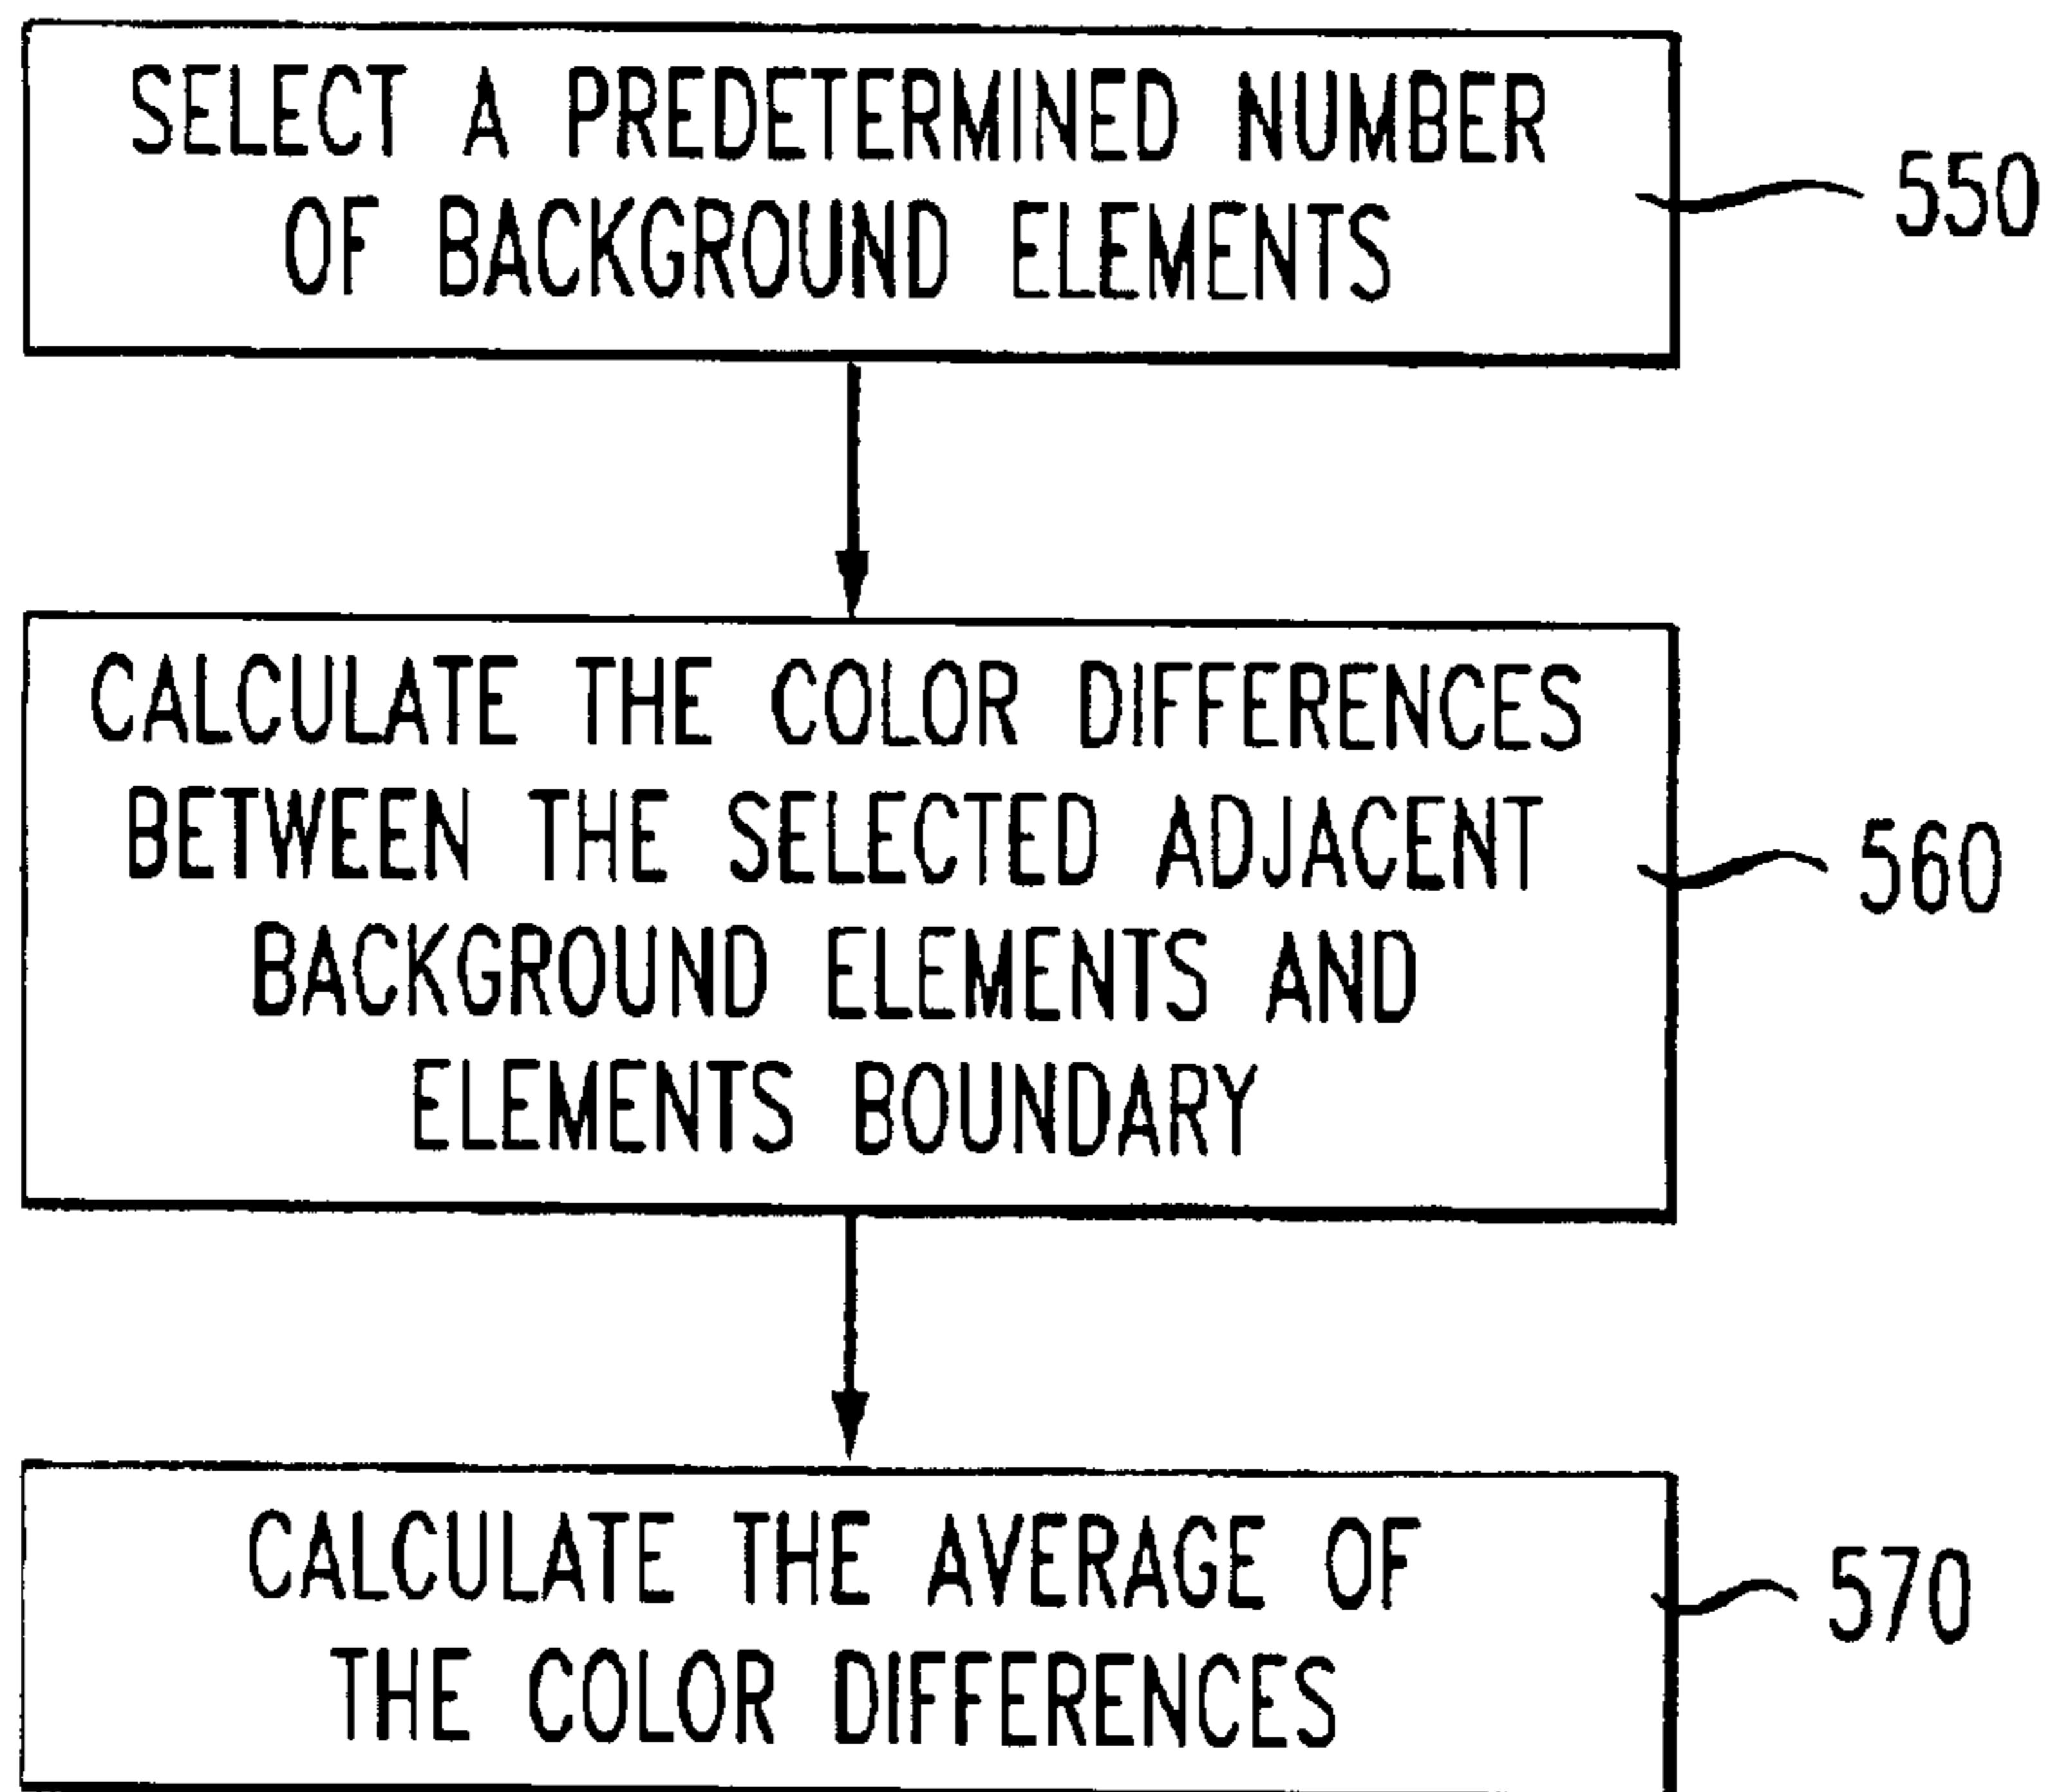 SELECT A PREDETERMINED NUMBER
OF BACKGROUND ELEMENTS
550
CALCULATE THE COLOR DIFFERENCES
BETWEEN THE SELECTED ADJACENT
BACKGROUND ELEMENTS AND
ELEMENTS BOUNDARY
560
CALCULATE THE AVERAGE OF
THE COLOR DIFFERENCES
570